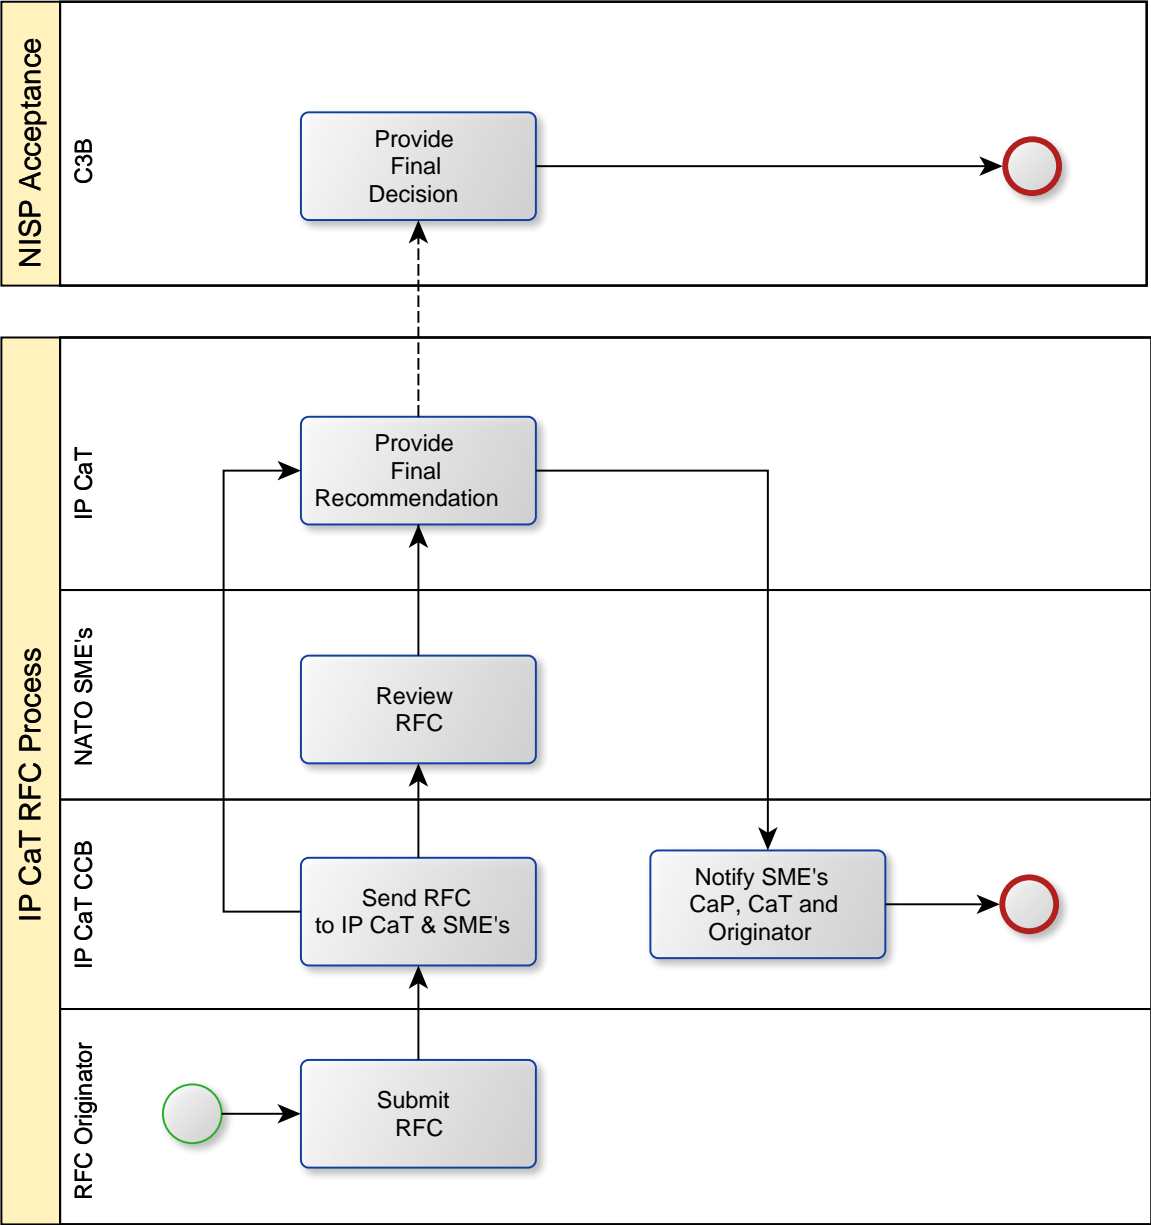 NISP Acceptance
C3B
Provide
Final
Decision
IP CaT RFC Process
IP CaT
Provide
Final
Recommendation
NATO SME's
Review
RFC
IP CaT CCB
Send RFC
to IP CaT & SME's
Notify SME's
CaP, CaT and
Originator
RFC Originator
Submit
RFC